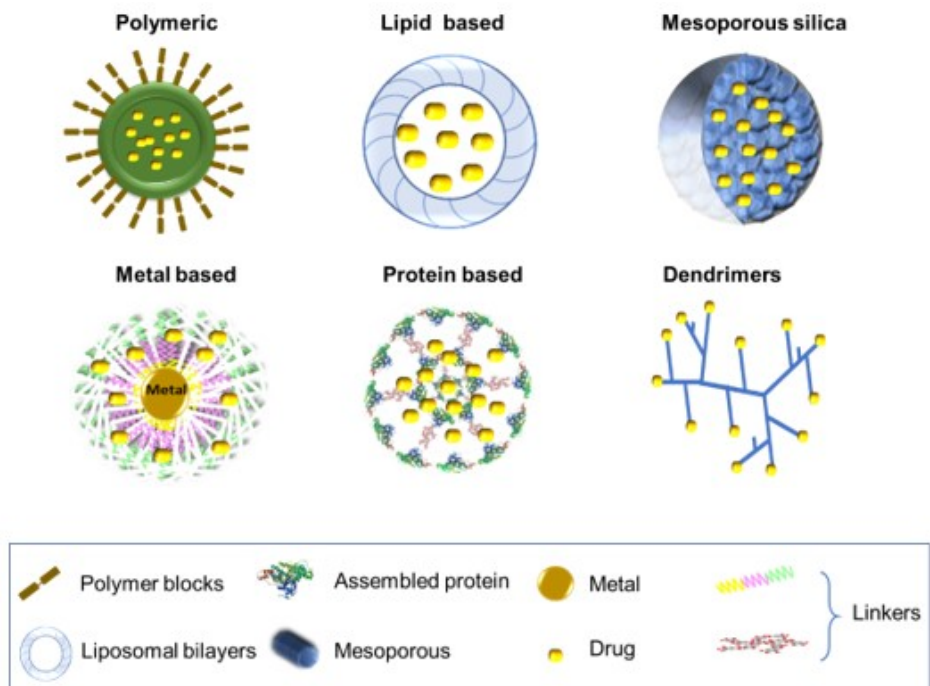 Polymeric
Lipid based
Mesoporous silica
Metal based
Protein based
Dendrimers
Metal
Polymer blocks
Assembled protein
Metal
Linkers
Liposomal bilayers
Mesoporous
Drug